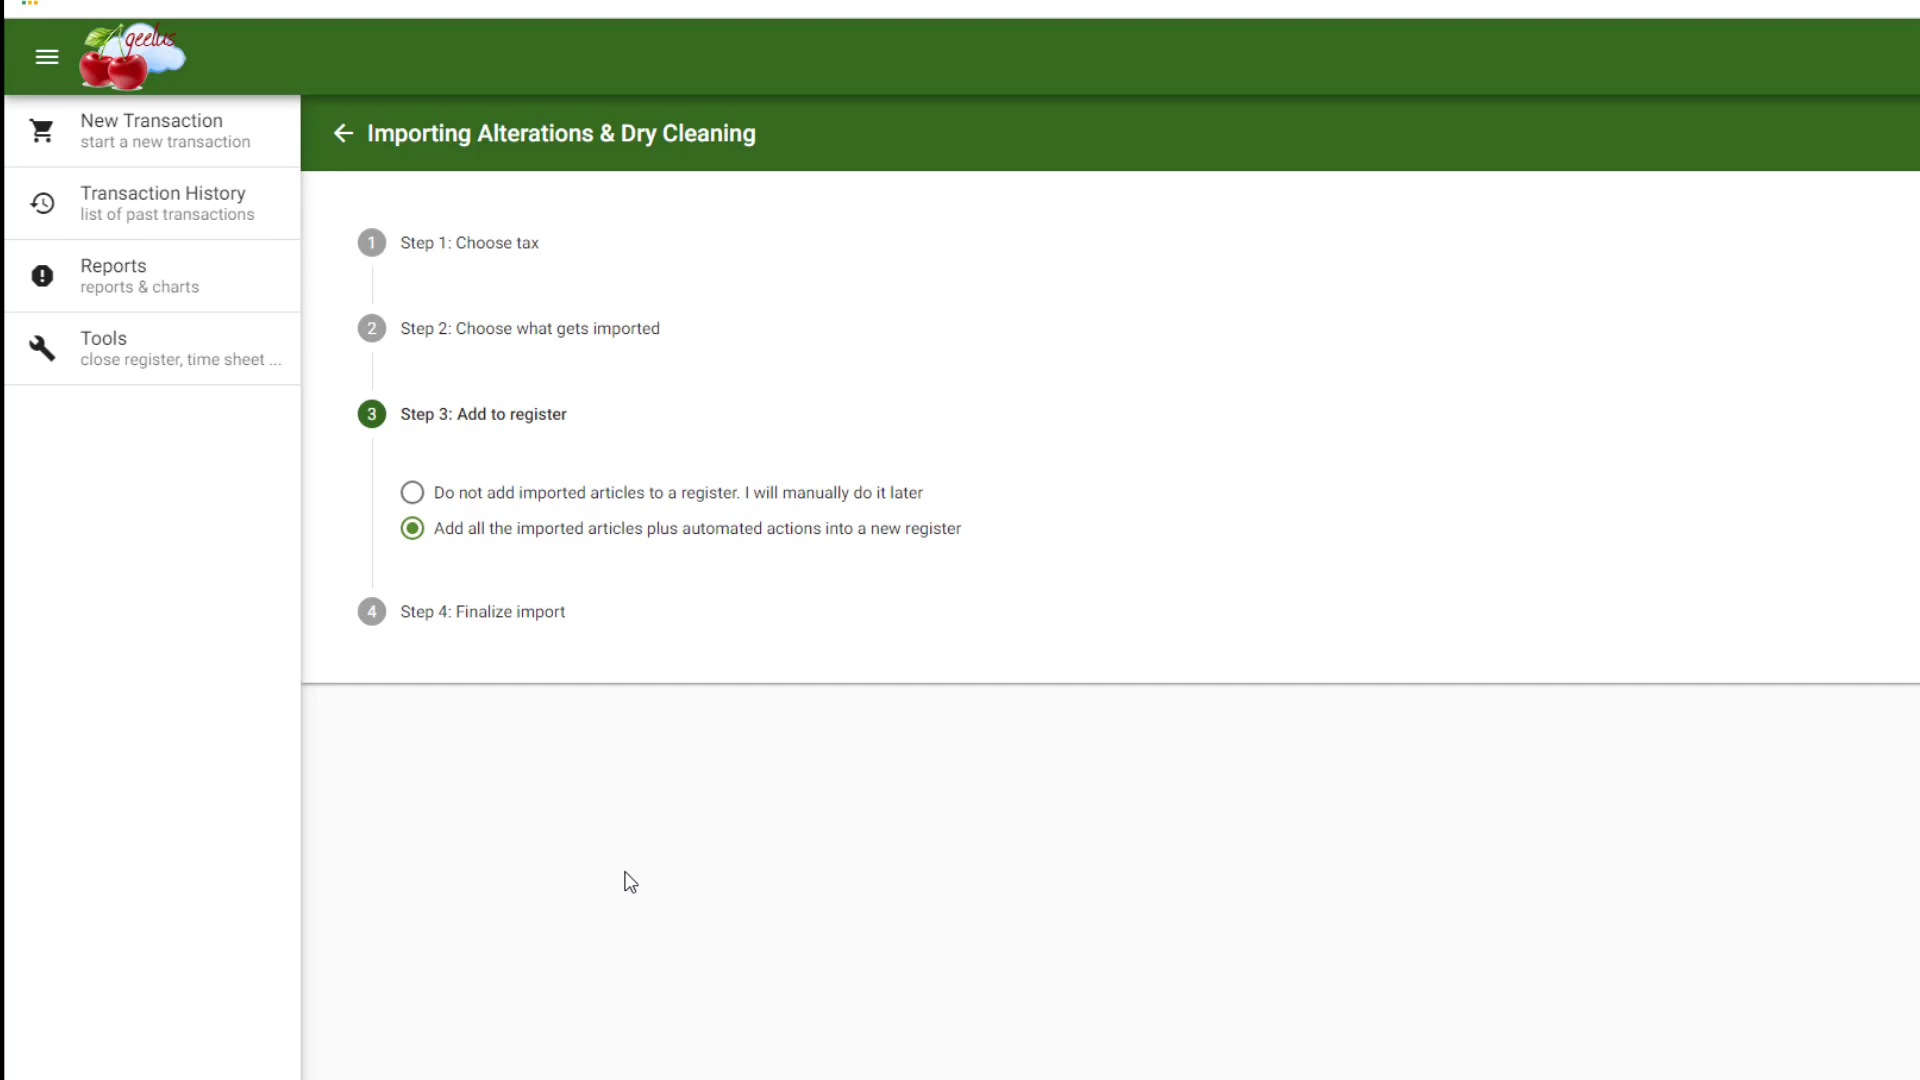 geelus
New Transaction
start a new transaction
Transaction History
list of past transactions
Reports
reports & charts
Tools
close register, time sheet ...
Importing Alterations & Dry Cleaning
1 Step 1: Choose tax
2 Step 2: Choose what gets imported
3 Step 3: Add to register
Do not add imported articles to a register. I will manually do it later
Add all the imported articles plus automated actions into a new register
4 Step 4: Finalize import